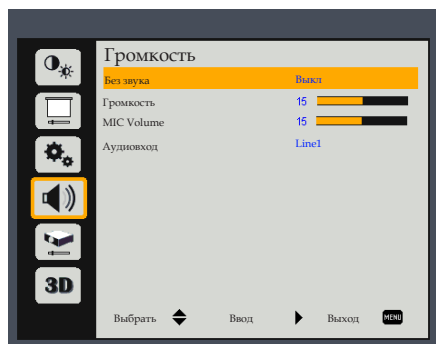 Громкость
Без звука Выкл
Громкость 15
MIC Volume 15
Аудиовход Line1
3D
Выбрать Ввод Выход MENU